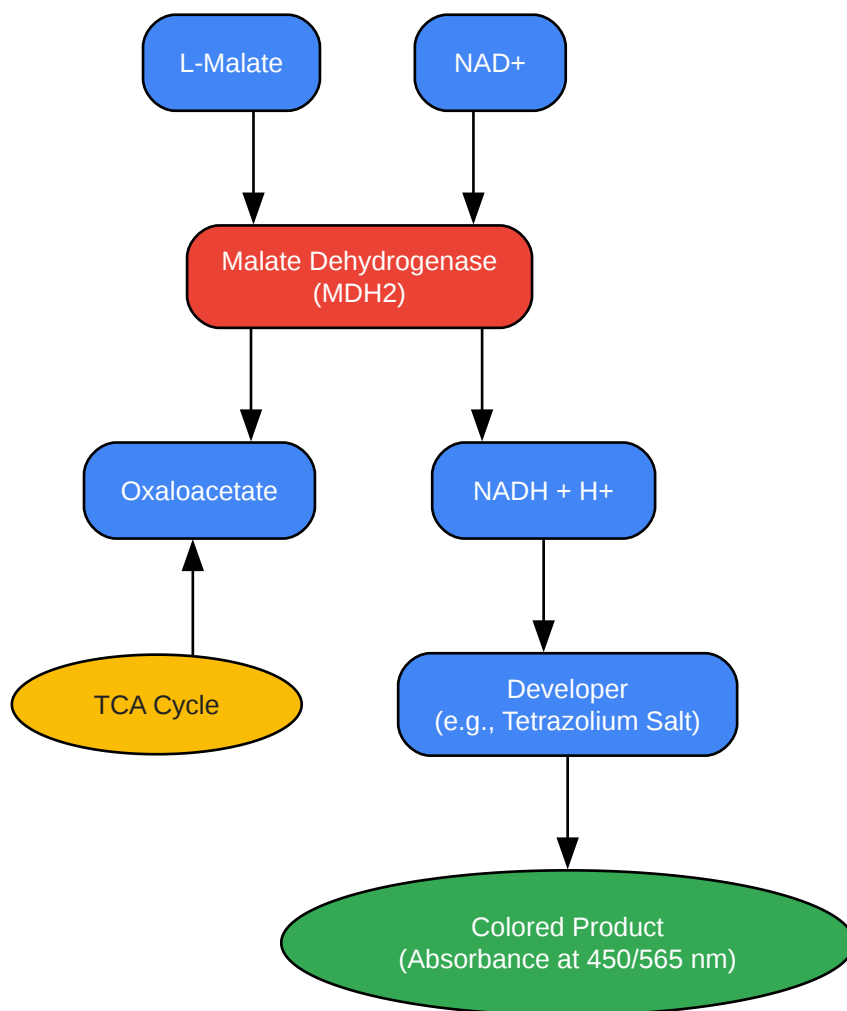 L-Malate
NAD+
Malate Dehydrogenase
(MDH2)
Oxaloacetate
NADH + H+
TCA Cycle
Developer
(e.g., Tetrazolium Salt)
Colored Product
(Absorbance at 450/565 nm)